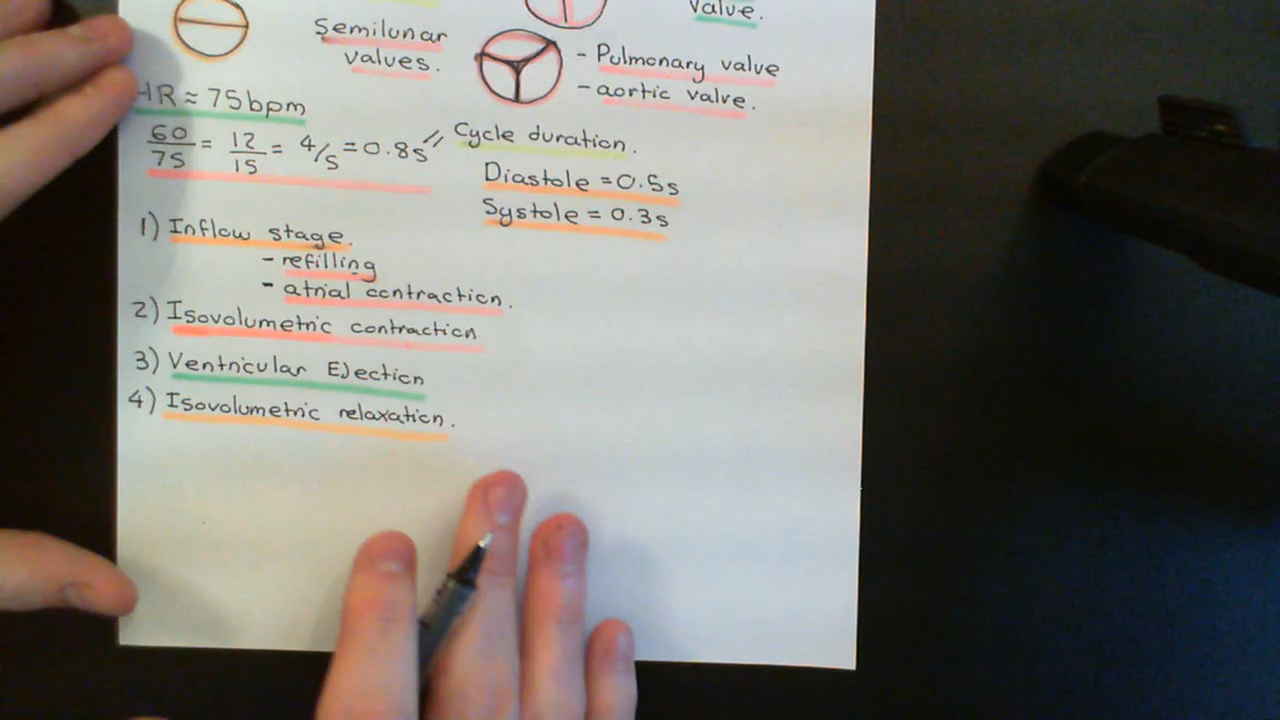 valve.
Semilunar
valves.
- Pulmonary valve
- aortic valve.
HR ≈ 75bpm
60/75 = 12/15 = 4/5 = 0.8s // Cycle duration.
Diastole = 0.5s
Systole = 0.3s
1) Inflow stage.
- refilling
- atrial contraction.
2) Isovolumetric contraction
3) Ventricular Ejection
4) Isovolumetric relaxation.